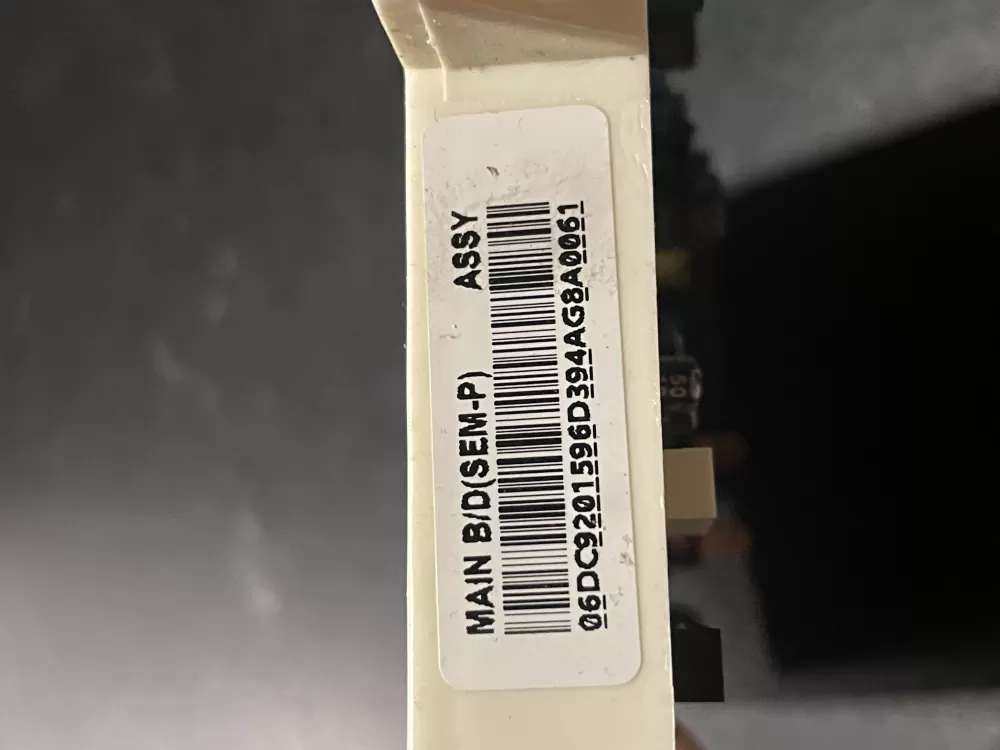 MAIN B/D(SEM-P) ASSY
06DC9201596D394AG8A0061